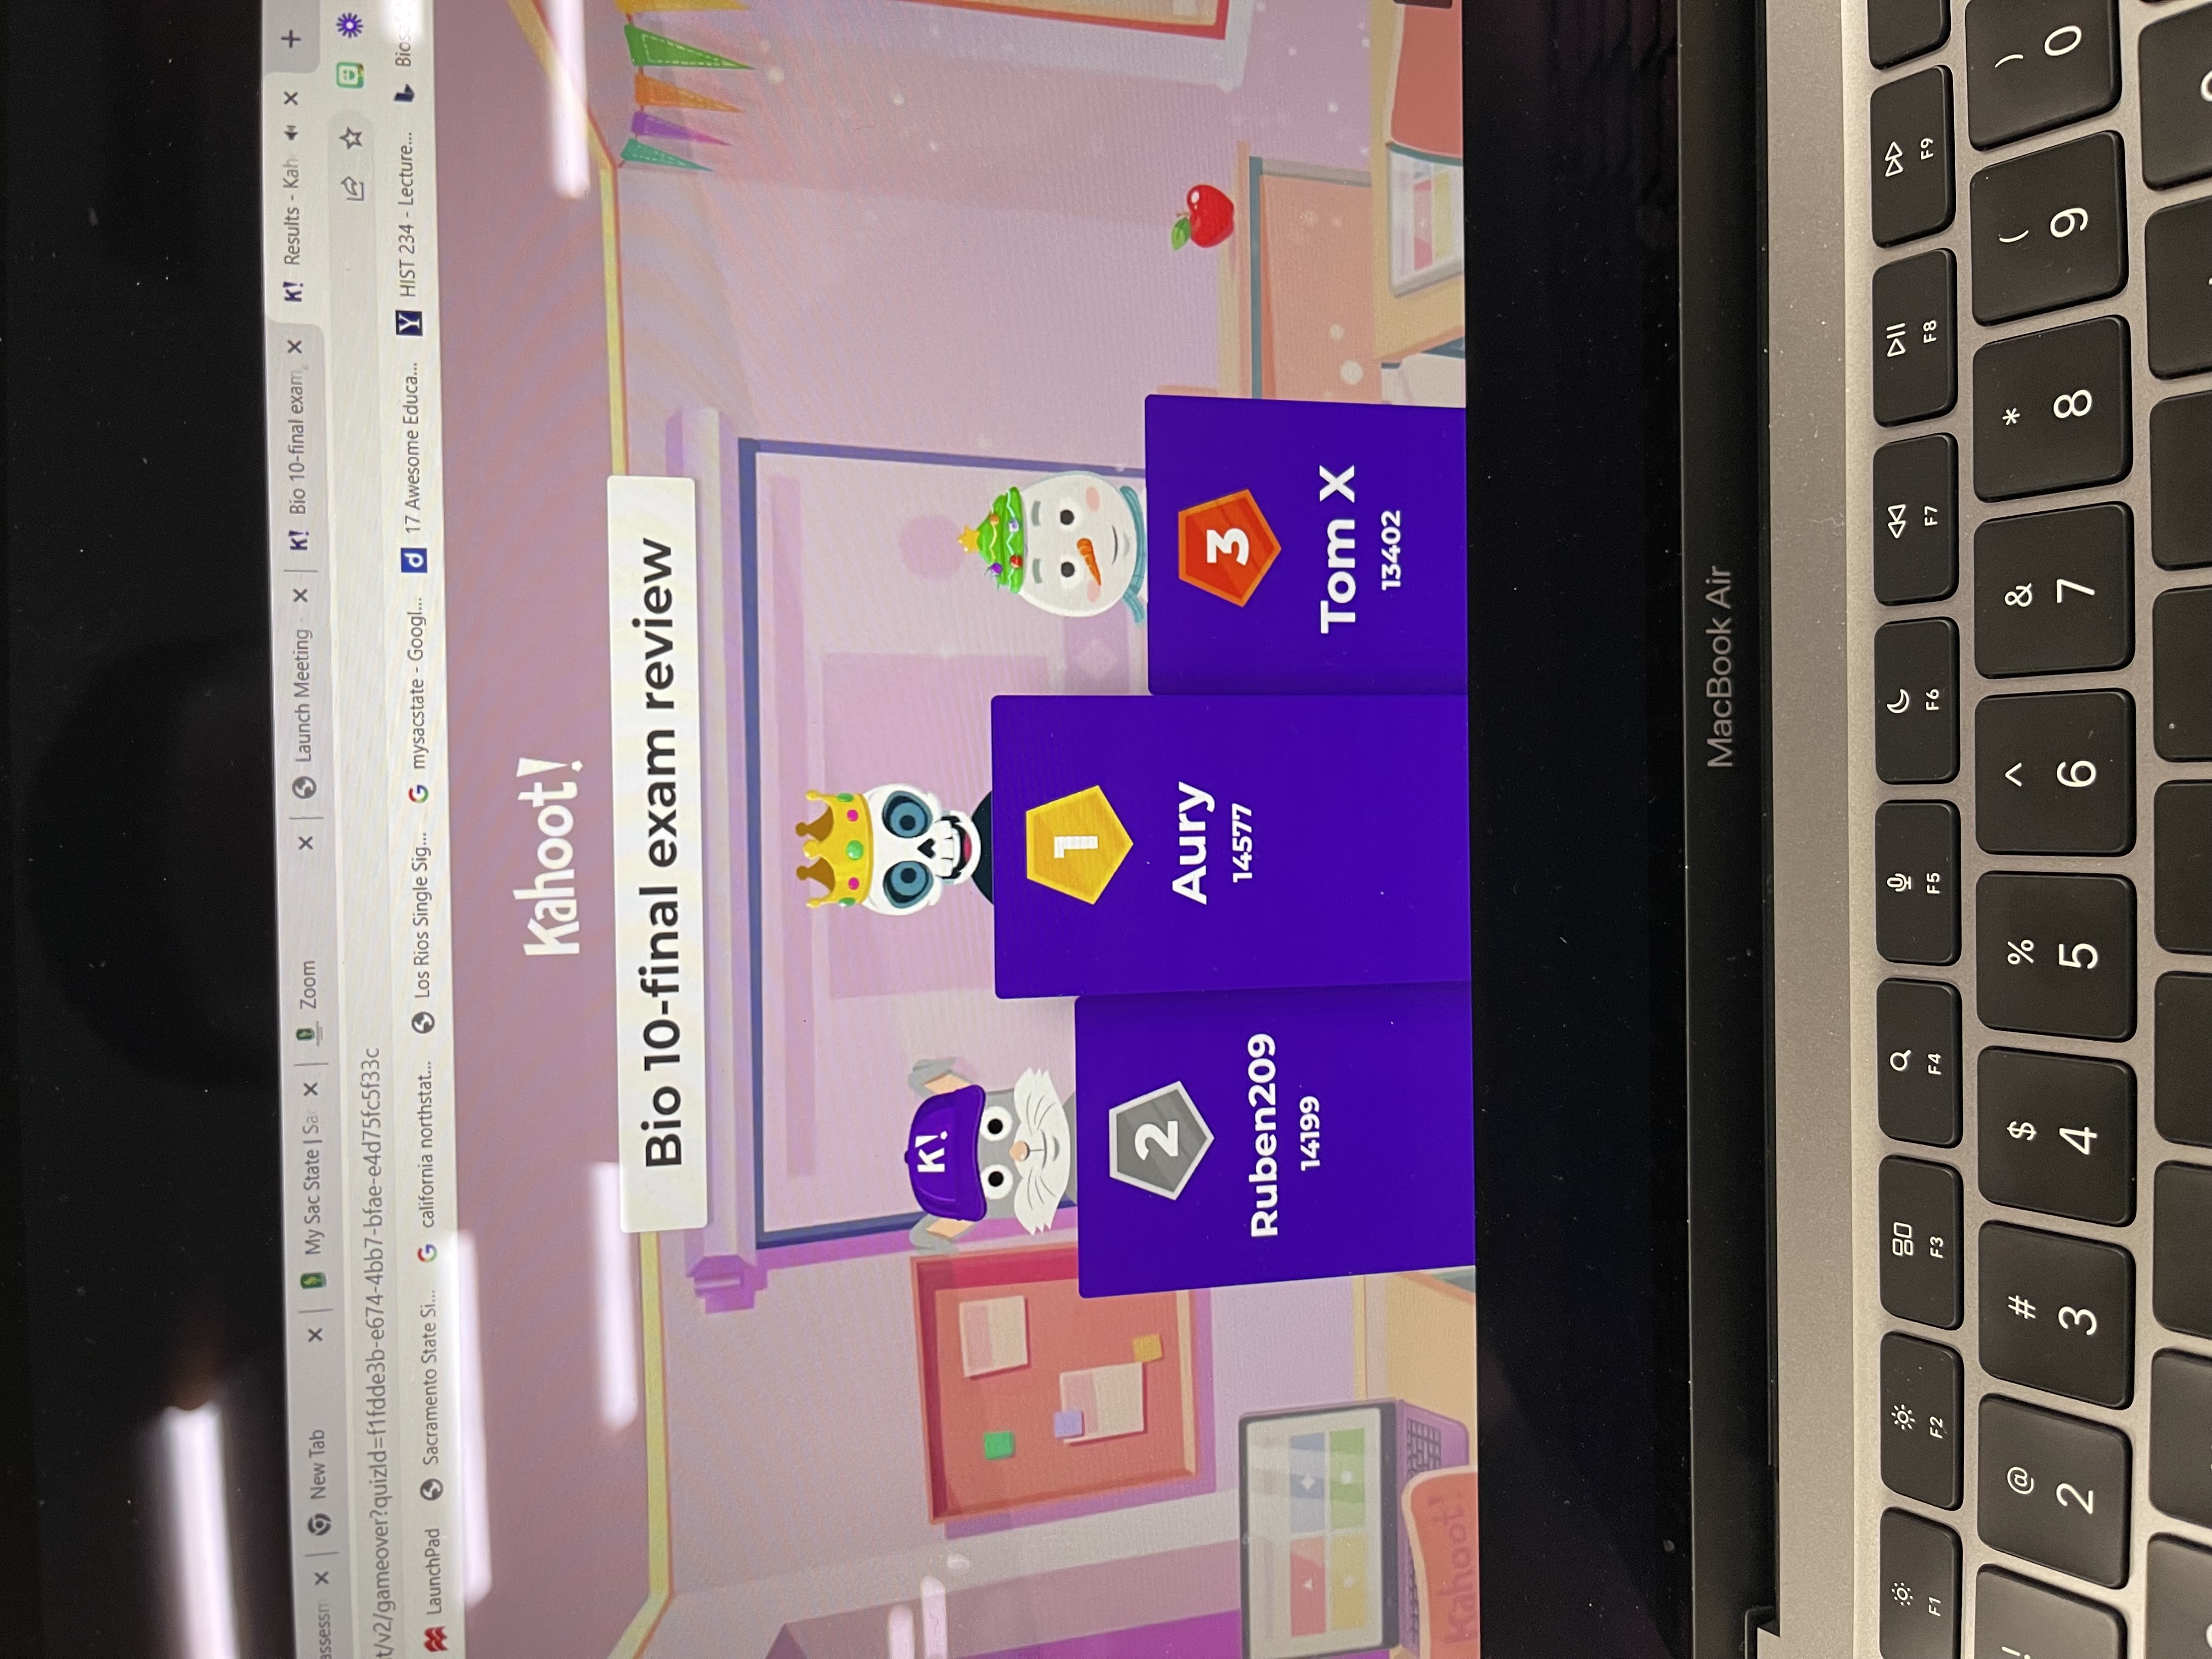 assessn
New Tab
My Sac State | Sa
Zoom
Launch Meeting
K! Bio 10-final exam
K! Results - Kah
t/v2/gameover?quizId=f1fdde3b-e674-4bb7-bfae-e4d75fc5f33c
LaunchPad
Sacramento State Si...
G california northstat...
Los Rios Single Sig...
G mysacstate - Googl...
d 17 Awesome Educa...
Y HIST 234 - Lecture...
Bios
Kahoot!
Bio 10-final exam review
K!
1
2
Aury
14577
3
Ruben209
14199
Tom X
13402
Kahoot!
MacBook Air
F1 F2 F3 F4 F5 F6 F7 F8 F9
! @ # $ % ^ & * ( )
2 3 4 5 6 7 8 9 0